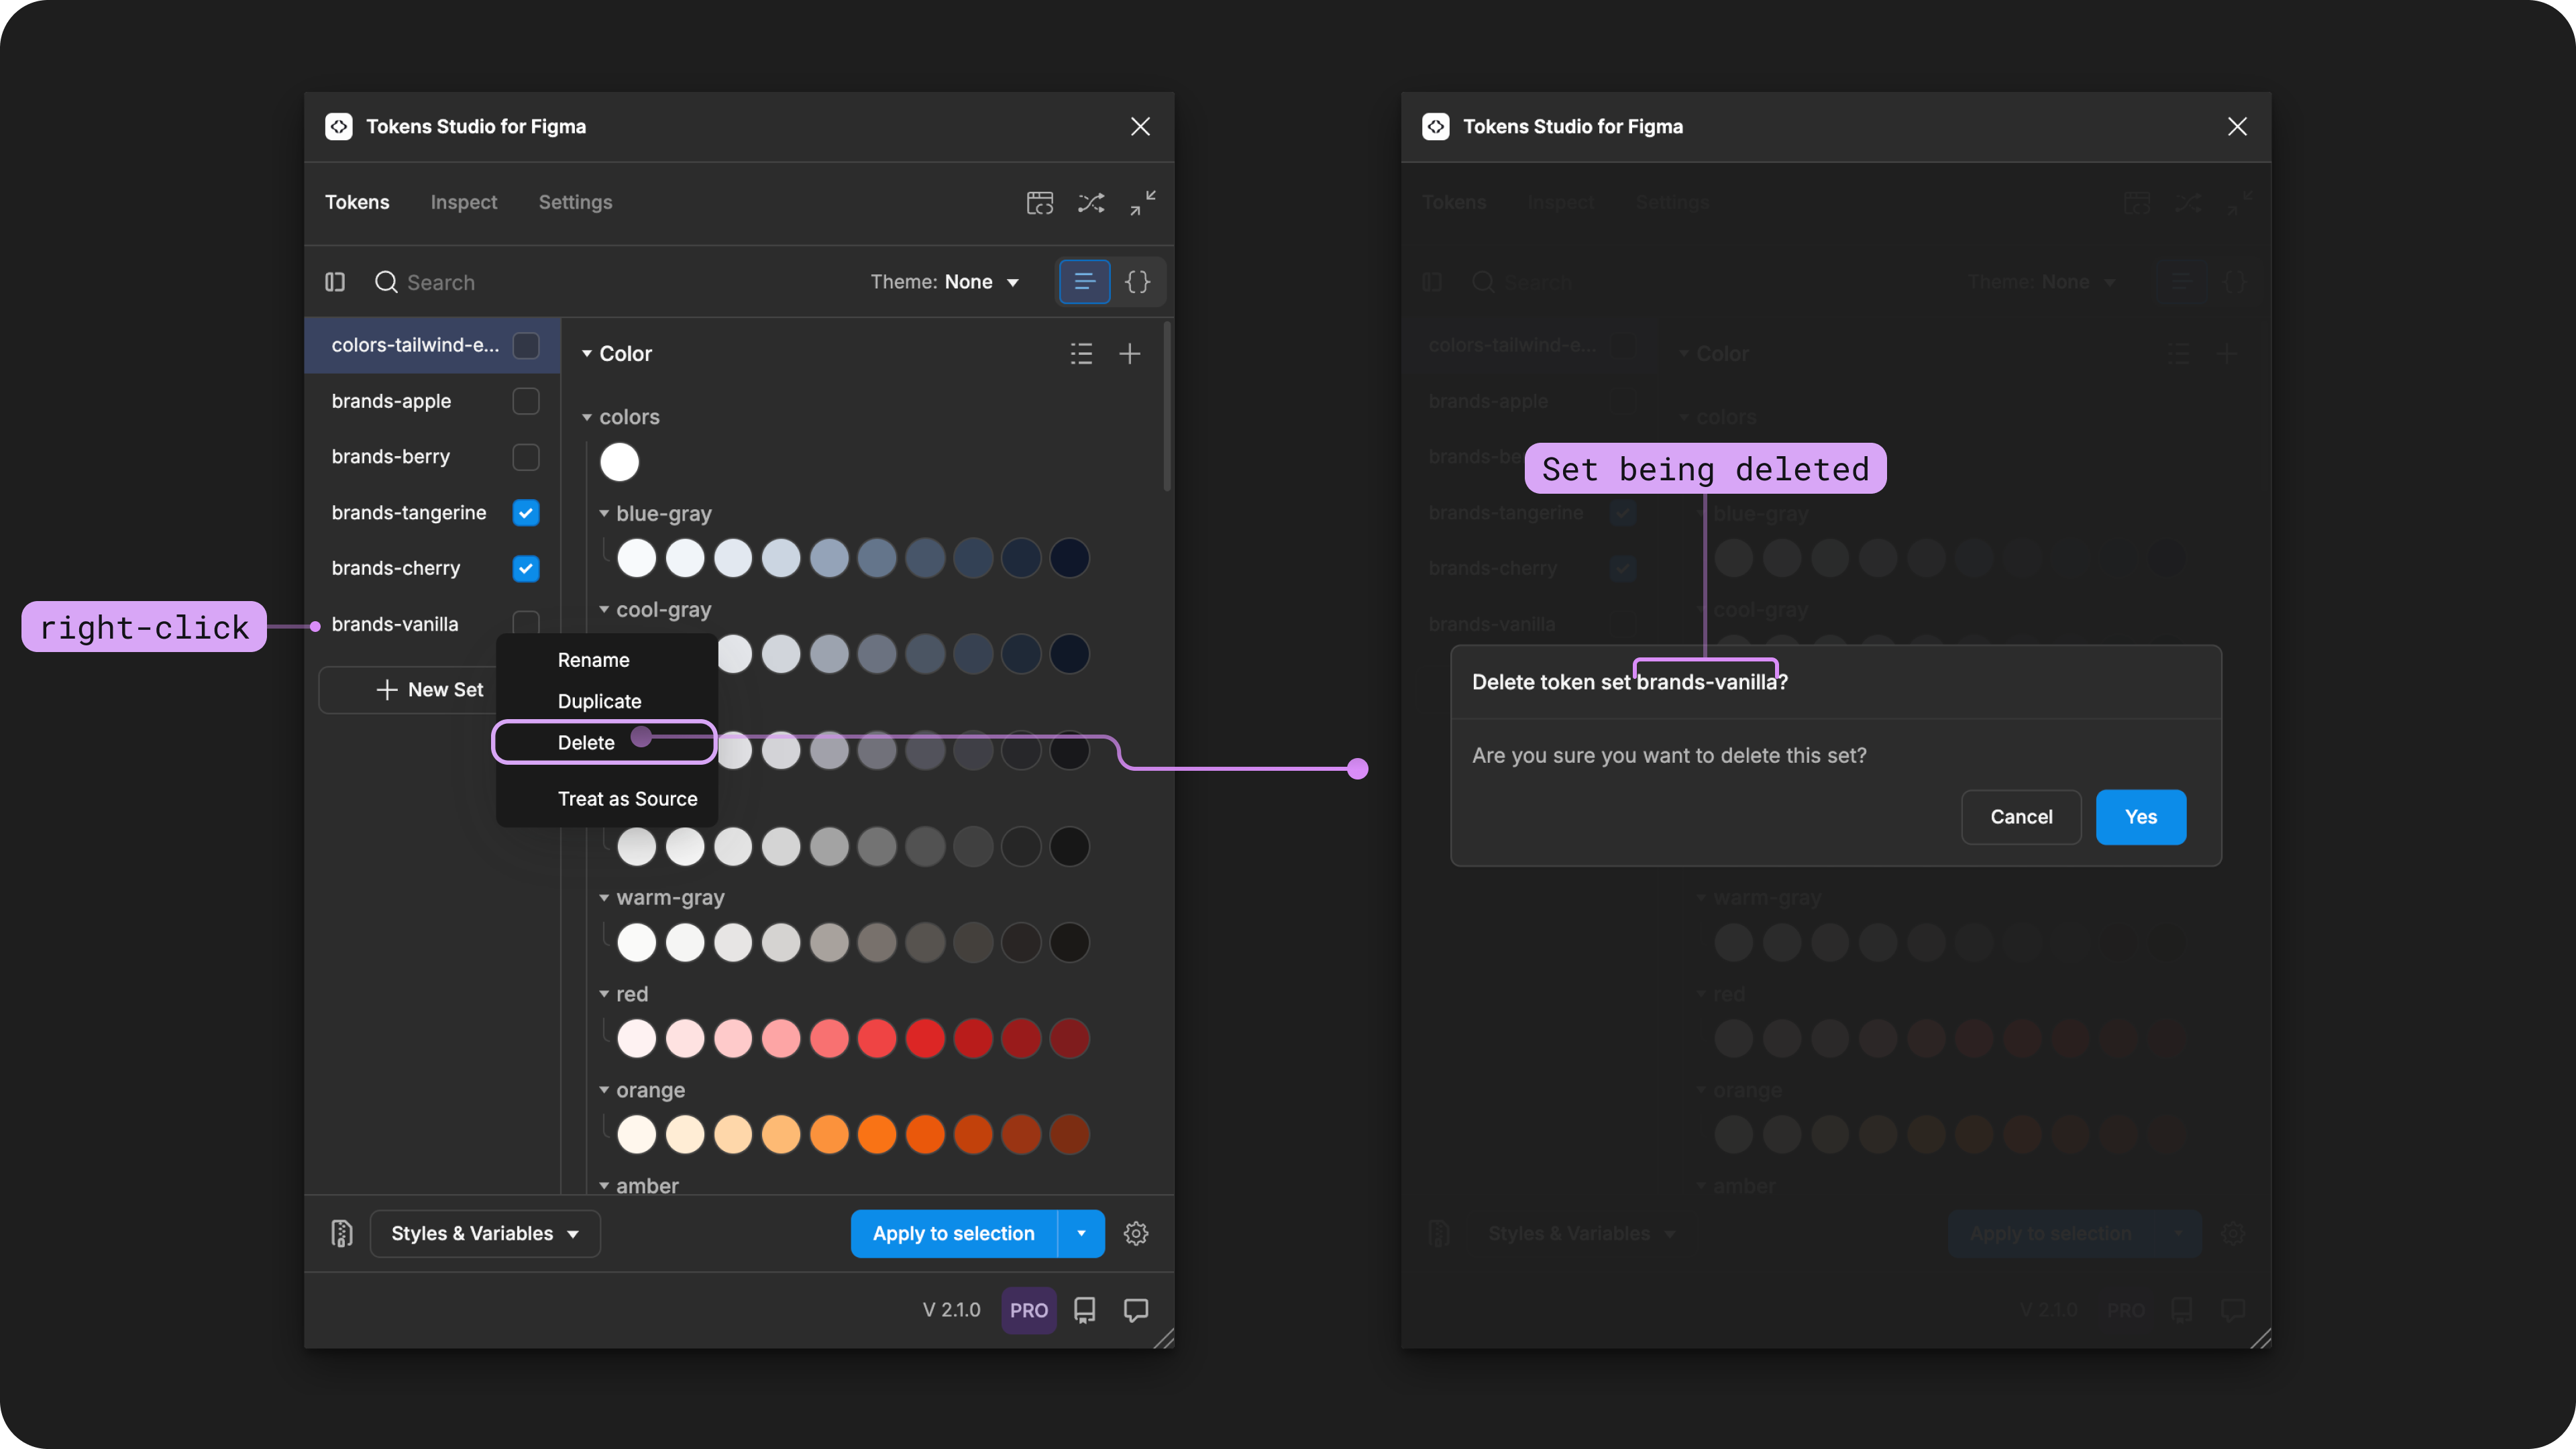 Tokens Studio for Figma
Tokens Inspect Settings
Search Theme: None
colors-tailwind-e...
brands-apple
brands-berry
brands-tangerine
brands-cherry
brands-vanilla
right-click
New Set
Rename
Duplicate
Delete
Treat as Source
Color
colors
blue-gray
cool-gray
warm-gray
red
orange
amber
Styles & Variables Apply to selection
V 2.1.0 PRO
Tokens Studio for Figma
Tokens Inspect Settings
Search Theme: None
colors-tailwind-e...
brands-apple
brands-be
brands-tangerine
brands-cherry
brands-vanilla
Color
colors
Set being deleted
blue-gray
cool-gray
Delete token set brands-vanilla?
Are you sure you want to delete this set?
Cancel Yes
warm-gray
red
orange
amber
Styles & Variables Apply to selection
V 2.1.0 PRO